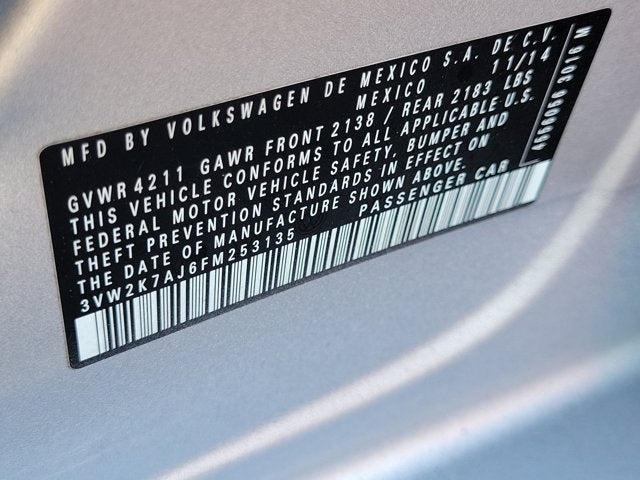 MFD BY VOLKSWAGEN DE MEXICO S.A. DE C.V.
MEXICO 11/14
GVWR 4211 GAWR FRONT 2138 / REAR 2183 LBS
THIS VEHICLE CONFORMS TO ALL APPLICABLE U.S.
FEDERAL MOTOR VEHICLE SAFETY, BUMPER AND
THEFT PREVENTION STANDARDS IN EFFECT ON
THE DATE OF MANUFACTURE SHOWN ABOVE.
3VW2K7AJ6FM253135 PASSENGER CAR